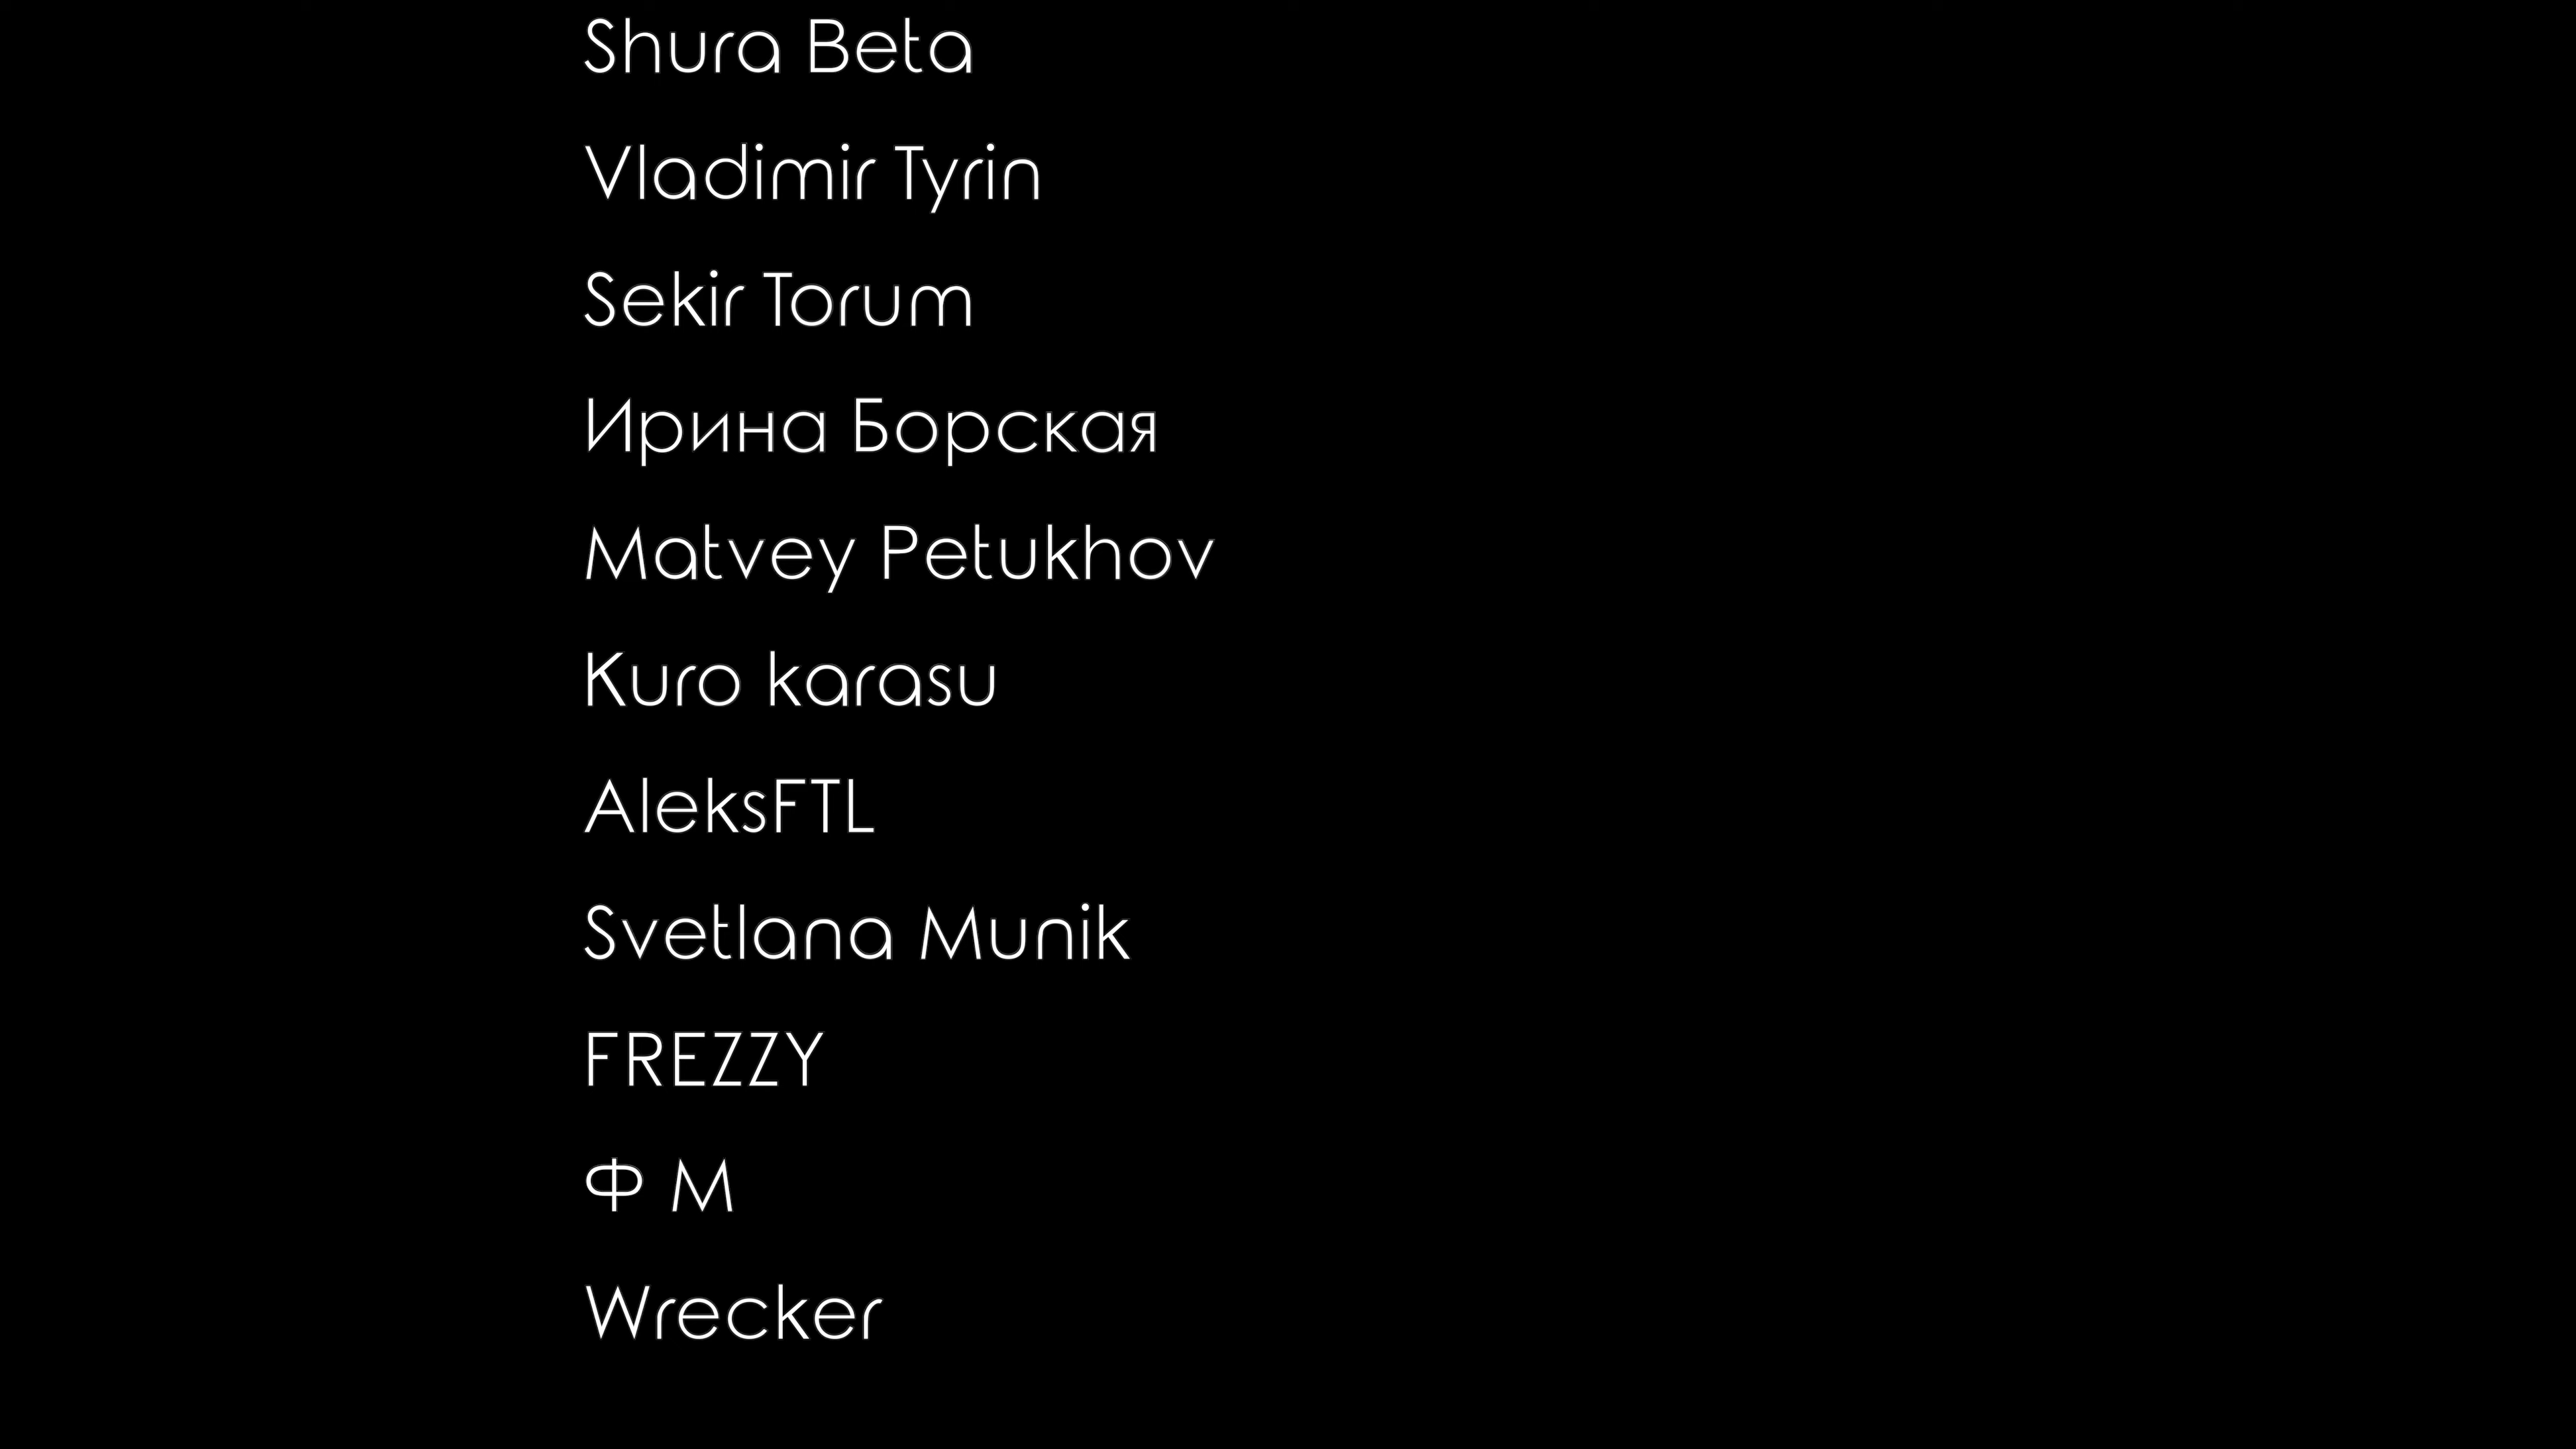 Shura Beta
Vladimir Tyrin
Sekir Torum
Ирина Борская
Matvey Petukhov
Kuro karasu
AleksFTL
Svetlana Munik
FREZZY
Ф М
Wrecker